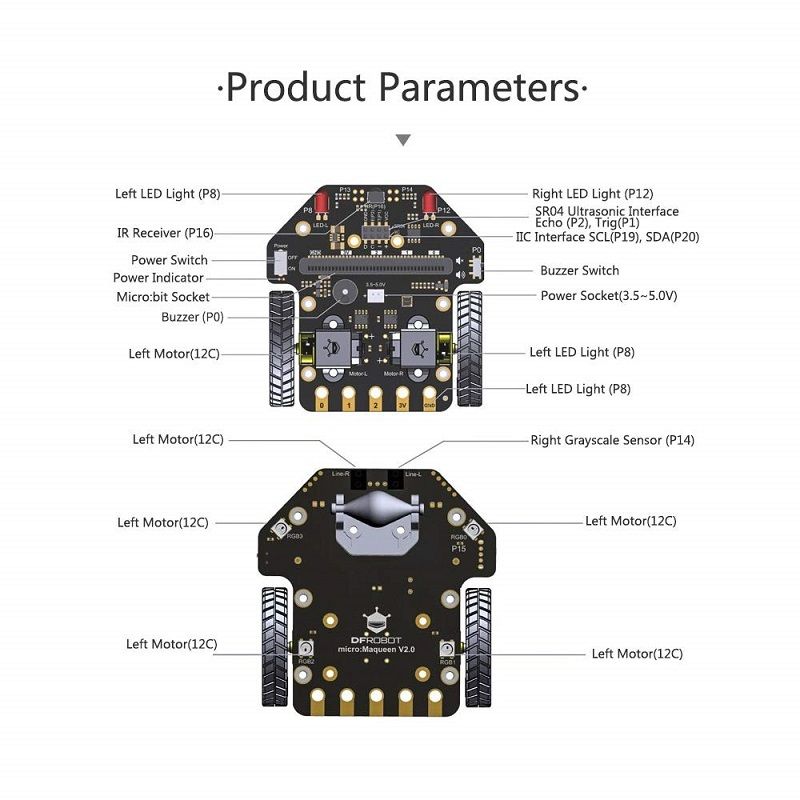 ·Product Parameters·
Left LED Light (P8)
Right LED Light (P12)
SR04 Ultrasonic Interface
Echo (P2), Trig(P1)
IR Receiver (P16)
IIC Interface SCL(P19), SDA(P20)
Power Switch
Buzzer Switch
Power Indicator
Micro:bit Socket
Power Socket(3.5~5.0V)
Buzzer (P0)
Left Motor(12C)
Left LED Light (P8)
Left LED Light (P8)
P13
P14
P8
IR(P16)
P12
LED-L
LED-R
Power
OFF
ON
P0
3.5~5.0V
Motor-L
Motor-R
0 1 2 3V GND
Left Motor(12C)
Right Grayscale Sensor (P14)
Line-R
Line-L
Left Motor(12C)
Left Motor(12C)
RGB3
RGB0
P15
DFROBOT
micro:Maqueen V2.0
Left Motor(12C)
Left Motor(12C)
RGB2
RGB1